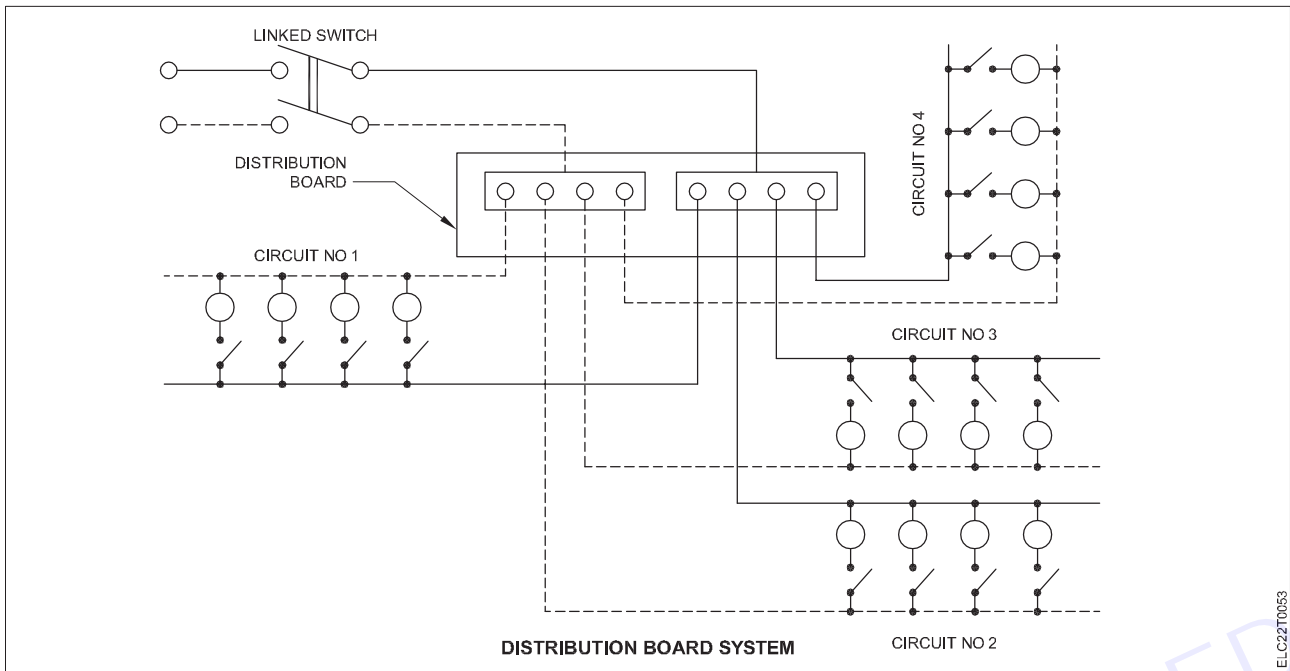 LINKED SWITCH
DISTRIBUTION
BOARD
CIRCUIT NO 4
CIRCUIT NO 1
CIRCUIT NO 3
DISTRIBUTION BOARD SYSTEM
CIRCUIT NO 2
ELC22T0053